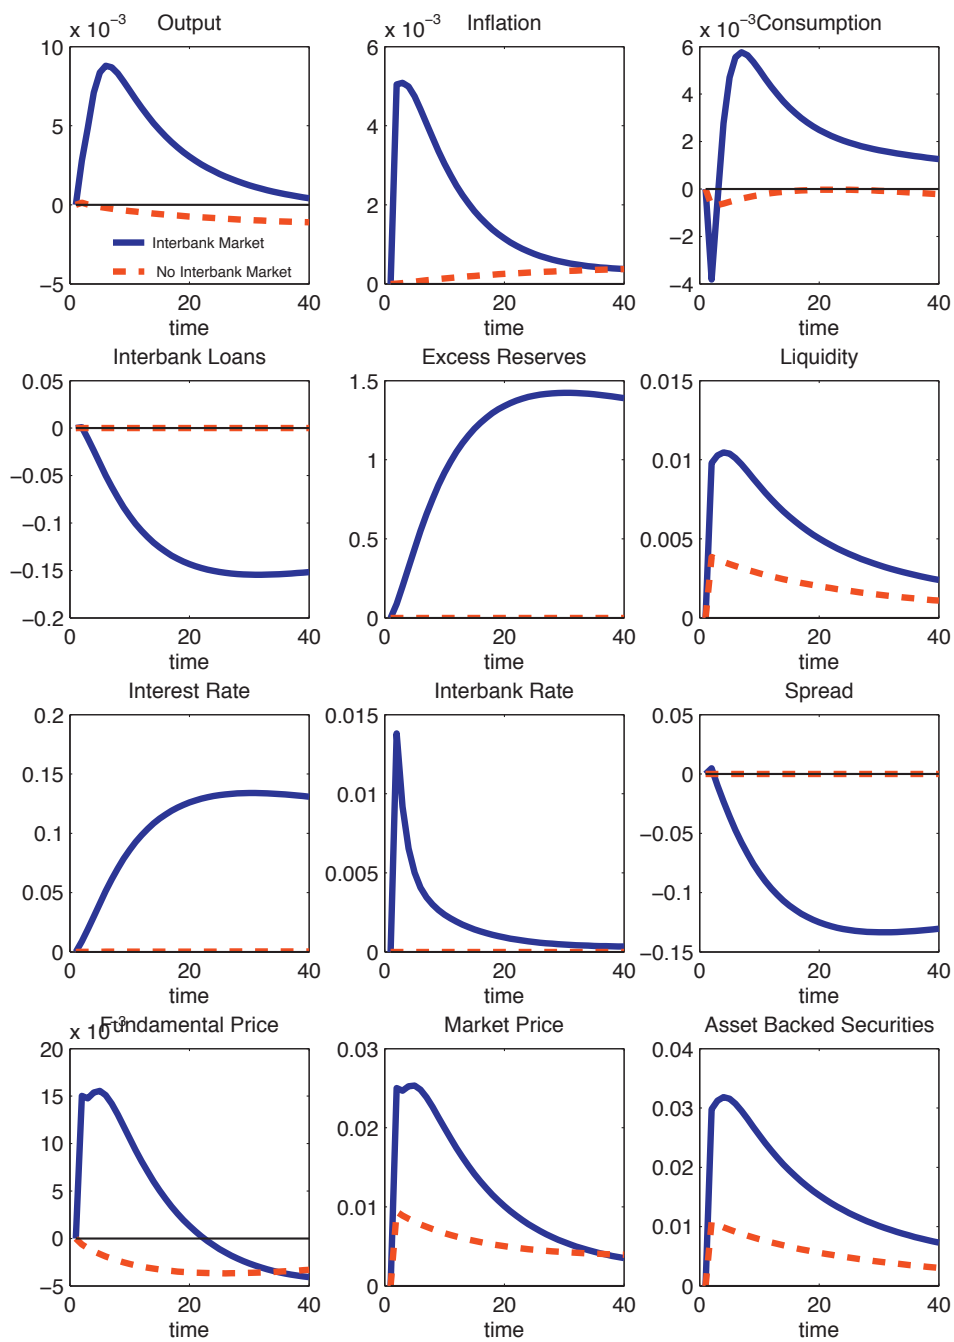 x 10⁻³ Output
10
5
0
−5
Interbank Market
No Interbank Market
0 20 40
time
x 10⁻³ Inflation
6
4
2
0
0 20 40
time
x 10⁻³ Consumption
6
4
2
0
−2
−4
0 20 40
time
Interbank Loans
0.05
0
−0.05
−0.1
−0.15
−0.2
0 20 40
time
Excess Reserves
1.5
1
0.5
0
0 20 40
time
Liquidity
0.015
0.01
0.005
0
0 20 40
time
Interest Rate
0.2
0.15
0.1
0.05
0
0 20 40
time
Interbank Rate
0.015
0.01
0.005
0
0 20 40
time
Spread
0.05
0
−0.05
−0.1
−0.15
0 20 40
time
x 10⁻³ Fundamental Price
20
15
10
5
0
−5
0 20 40
time
Market Price
0.03
0.02
0.01
0
0 20 40
time
Asset Backed Securities
0.04
0.03
0.02
0.01
0
0 20 40
time